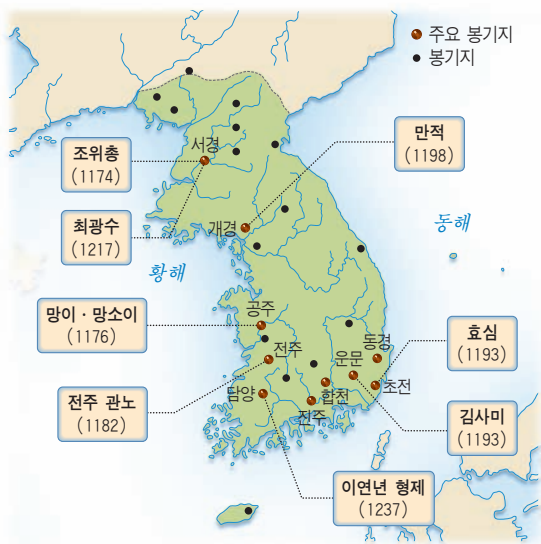 주요 봉기지
봉기지
만적
(1198)
서경
조위총
(1174)
최광수
(1217)
개경
동해
황해
망이·망소이
(1176)
공주
전주
동경
운문
효심
(1193)
초전
담양
합천
진주
전주 관노
(1182)
김사미
(1193)
이연년 형제
(1237)